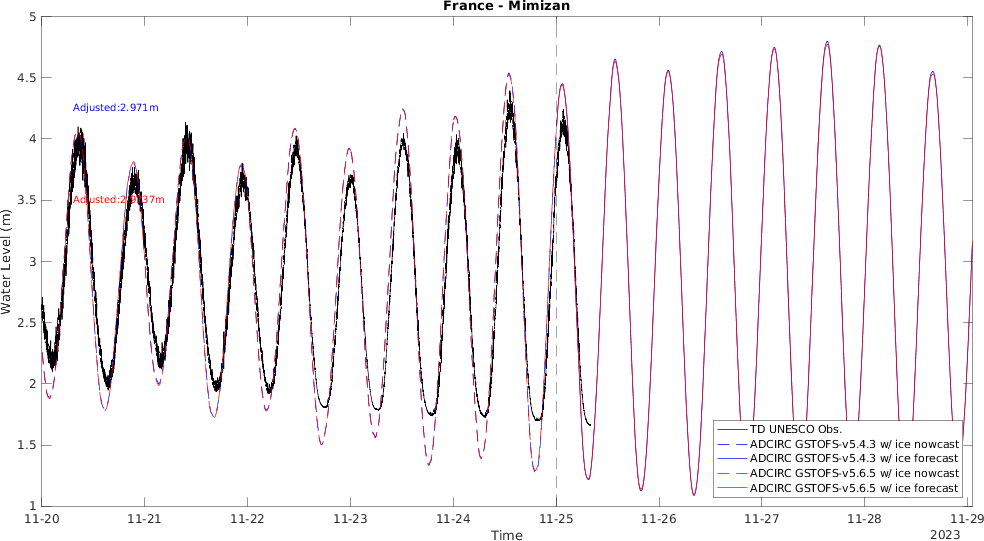 France - Mimizan
5
4.5
4
3.5
3
2.5
2
1.5
1
Water Level (m)
Adjusted:2.971m
TD UNESCO Obs.
ADCIRC GSTOFS-v5.4.3 w/ ice nowcast
ADCIRC GSTOFS-v5.4.3 w/ ice forecast
ADCIRC GSTOFS-v5.6.5 w/ ice nowcast
ADCIRC GSTOFS-v5.6.5 w/ ice forecast
11-20 11-21 11-22 11-23 11-24 11-25 11-26 11-27 11-28 11-29
Time
2023